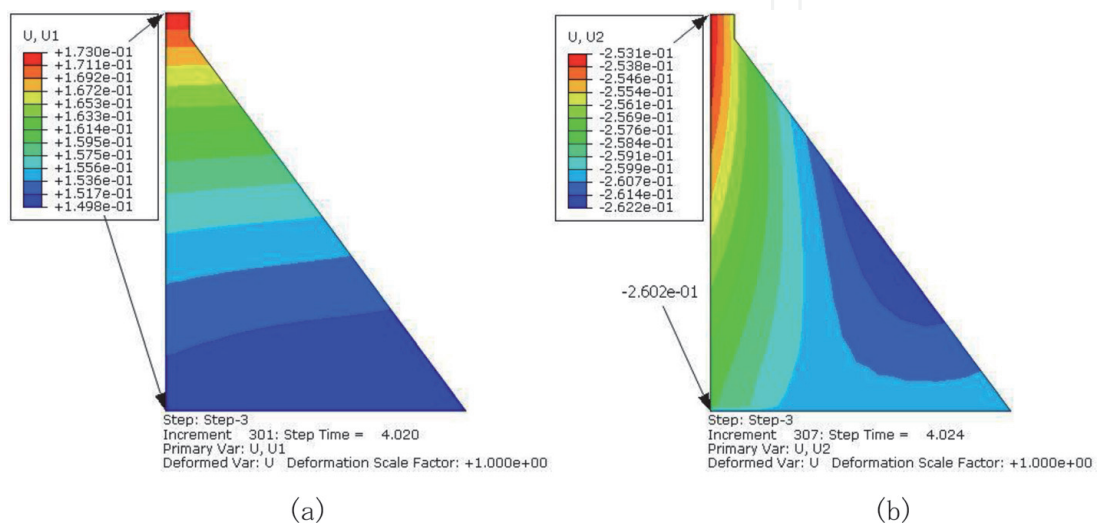 U, U1
+1.730e-01
+1.711e-01
+1.692e-01
+1.672e-01
+1.653e-01
+1.633e-01
+1.614e-01
+1.595e-01
+1.575e-01
+1.556e-01
+1.536e-01
+1.517e-01
+1.498e-01
Step: Step-3
Increment 301: Step Time = 4.020
Primary Var: U, U1
Deformed Var: U Deformation Scale Factor: +1.000e+00
(a)
U, U2
-2.531e-01
-2.538e-01
-2.546e-01
-2.554e-01
-2.561e-01
-2.569e-01
-2.576e-01
-2.584e-01
-2.591e-01
-2.599e-01
-2.607e-01
-2.614e-01
-2.622e-01
-2.602e-01
Step: Step-3
Increment 307: Step Time = 4.024
Primary Var: U, U2
Deformed Var: U Deformation Scale Factor: +1.000e+00
(b)